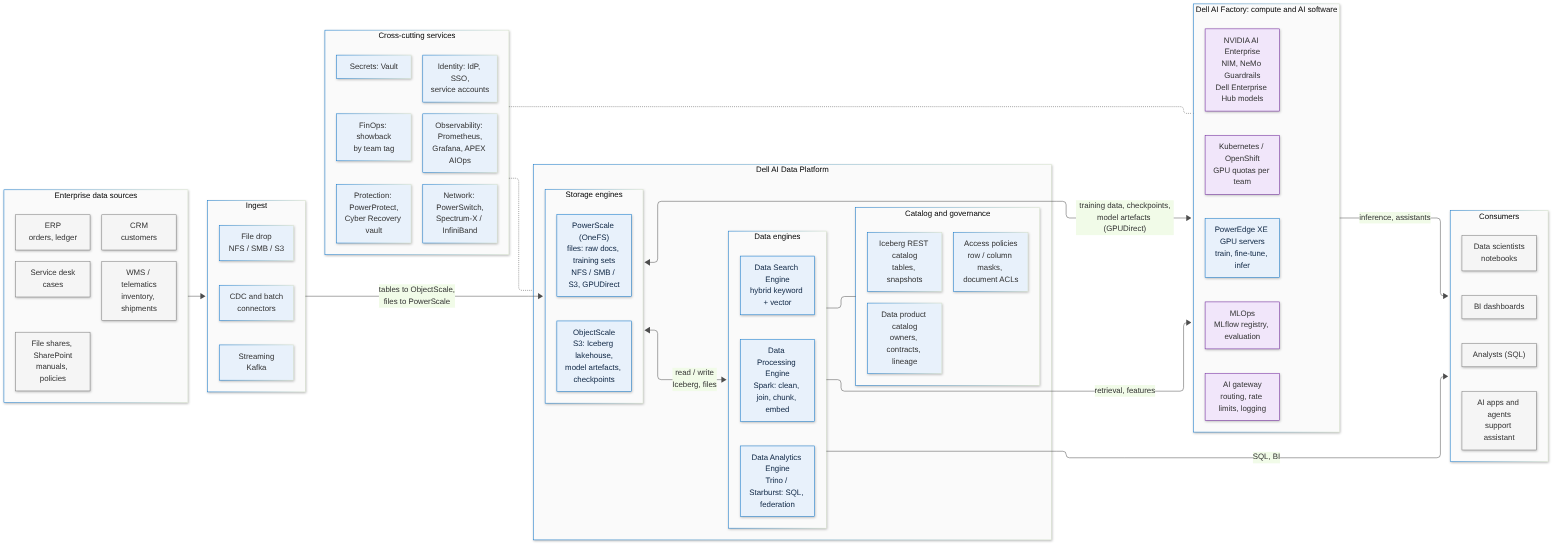 Enterprise data sources
ERP
orders, ledger
CRM
customers
Service desk
cases
WMS /
telematics
inventory,
shipments
File shares,
SharePoint
manuals,
policies
Ingest
File drop
NFS / SMB / S3
CDC and batch
connectors
Streaming
Kafka
Cross-cutting services
Secrets: Vault
Identity: IdP,
SSO,
service accounts
FinOps:
showback
by team tag
Observability:
Prometheus,
Grafana, APEX
AIOps
Protection:
PowerProtect,
Cyber Recovery
vault
Network:
PowerSwitch,
Spectrum-X /
InfiniBand
tables to ObjectScale,
files to PowerScale
Dell AI Data Platform
Storage engines
PowerScale
(OneFS)
files: raw docs,
training sets
NFS / SMB /
S3, GPUDirect
ObjectScale
S3: Iceberg
lakehouse,
model artefacts,
checkpoints
read / write
Iceberg, files
Data engines
Data Search
Engine
hybrid keyword
+ vector
Data
Processing
Engine
Spark: clean,
join, chunk,
embed
Data Analytics
Engine
Trino /
Starburst: SQL,
federation
Catalog and governance
Iceberg REST
catalog
tables,
snapshots
Access policies
row / column
masks,
document ACLs
Data product
catalog
owners,
contracts,
lineage
training data, checkpoints,
model artefacts
(GPUDirect)
retrieval, features
SQL, BI
Dell AI Factory: compute and AI software
NVIDIA AI
Enterprise
NIM, NeMo
Guardrails
Dell Enterprise
Hub models
Kubernetes /
OpenShift
GPU quotas per
team
PowerEdge XE
GPU servers
train, fine-tune,
infer
MLOps
MLflow registry,
evaluation
AI gateway
routing, rate
limits, logging
inference, assistants
Consumers
Data scientists
notebooks
BI dashboards
Analysts (SQL)
AI apps and
agents
support
assistant